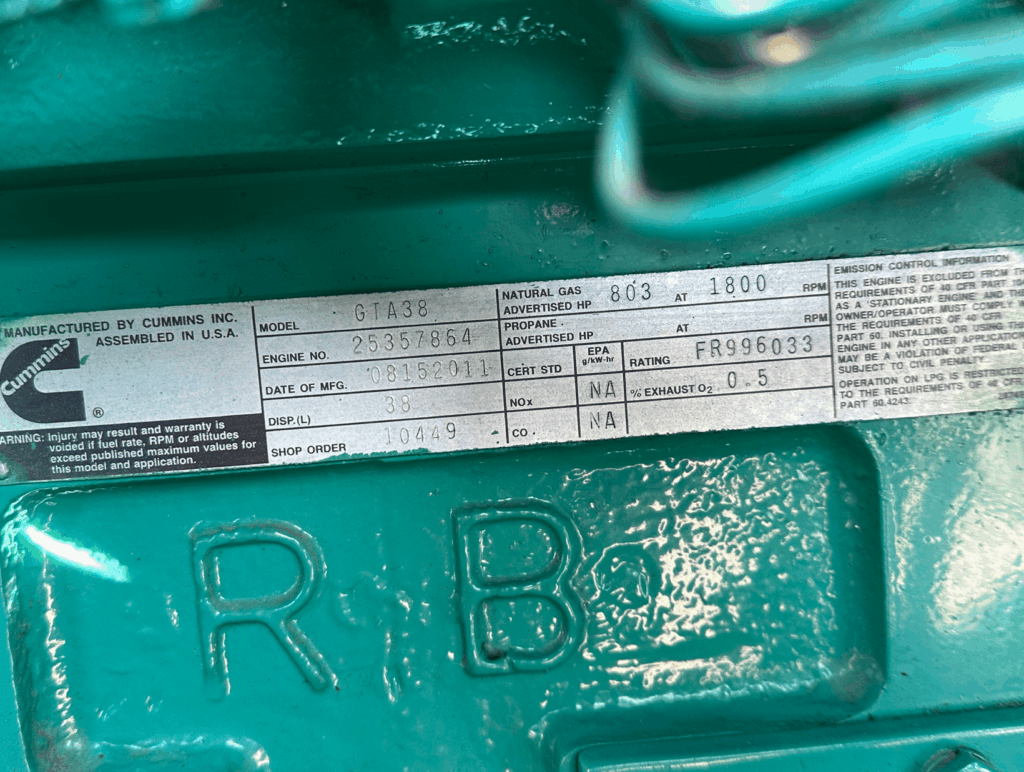 MANUFACTURED BY CUMMINS INC.
ASSEMBLED IN U.S.A.
Cummins
®
WARNING: Injury may result and warranty is
voided if fuel rate, RPM or altitudes
exceed published maximum values for
this model and application.
MODEL GTA38
ENGINE NO. 25357864
DATE OF MFG. 08152011
DISP.(L) 38
SHOP ORDER 10449
NATURAL GAS
ADVERTISED HP 803 AT 1800 RPM
PROPANE
ADVERTISED HP AT RPM
CERT STD EPA g/kW-hr RATING FR996033
NOx NA % EXHAUST O2 0.5
CO NA
EMISSION CONTROL INFORMATION
THIS ENGINE IS EXCLUDED FROM
REQUIREMENTS OF 40 CFR PART
AS A "STATIONARY ENGINE" AND
OWNER/OPERATOR MUST COMPLY
THE REQUIREMENTS OF 40 CFR
PART 60. INSTALLING OR USING
ENGINE IN ANY OTHER
MAY BE A VIOLATION OF FEDERAL
SUBJECT TO CIVIL PENALTY.
OPERATION ON LPG IS RESTRICTED
TO THE REQUIREMENTS OF 40 CFR
PART 60.4243.
R B